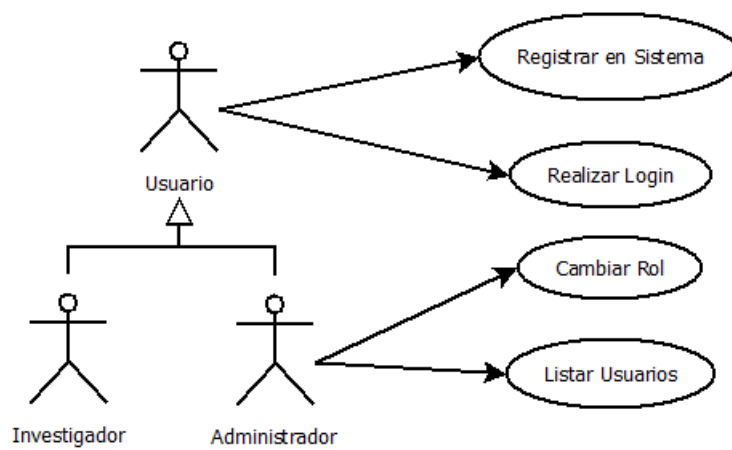 Registrar en Sistema
Realizar Login
Usuario
Cambiar Rol
Listar Usuarios
Investigador
Administrador